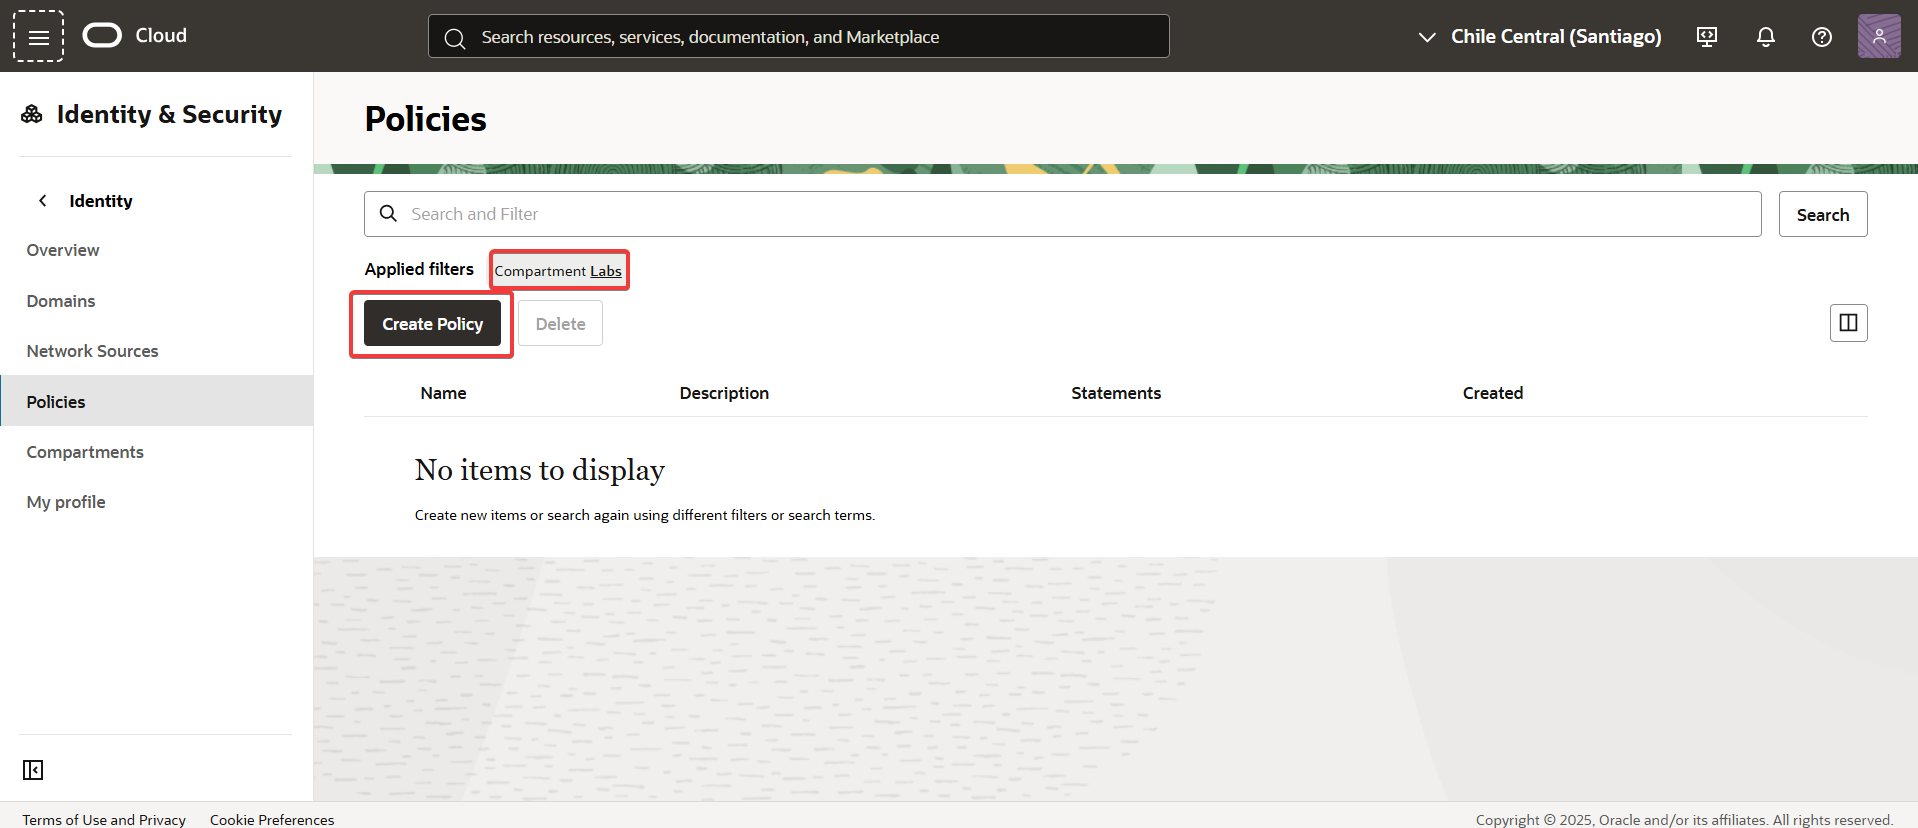 Cloud
Search resources, services, documentation, and Marketplace
Chile Central (Santiago)
Identity & Security
Identity
Overview
Domains
Network Sources
Policies
Compartments
My profile
Policies
Search and Filter
Search
Applied filters
Compartment Labs
Create Policy
Delete
Name Description Statements Created
No items to display
Create new items or search again using different filters or search terms.
Terms of Use and Privacy Cookie Preferences
Copyright © 2025, Oracle and/or its affiliates. All rights reserved.